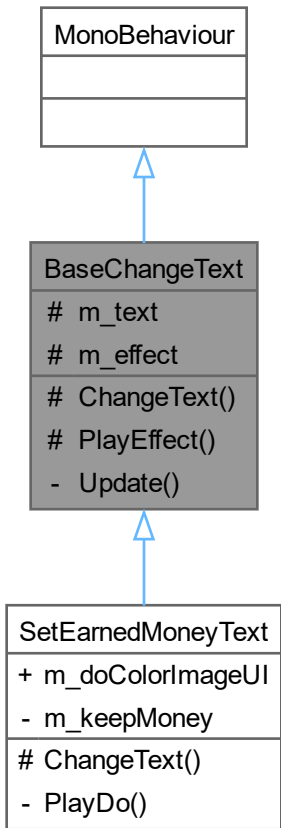 MonoBehaviour
BaseChangeText
# m_text
# m_effect
# ChangeText()
# PlayEffect()
- Update()
SetEarnedMoneyText
+ m_doColorImageUI
- m_keepMoney
# ChangeText()
- PlayDo()